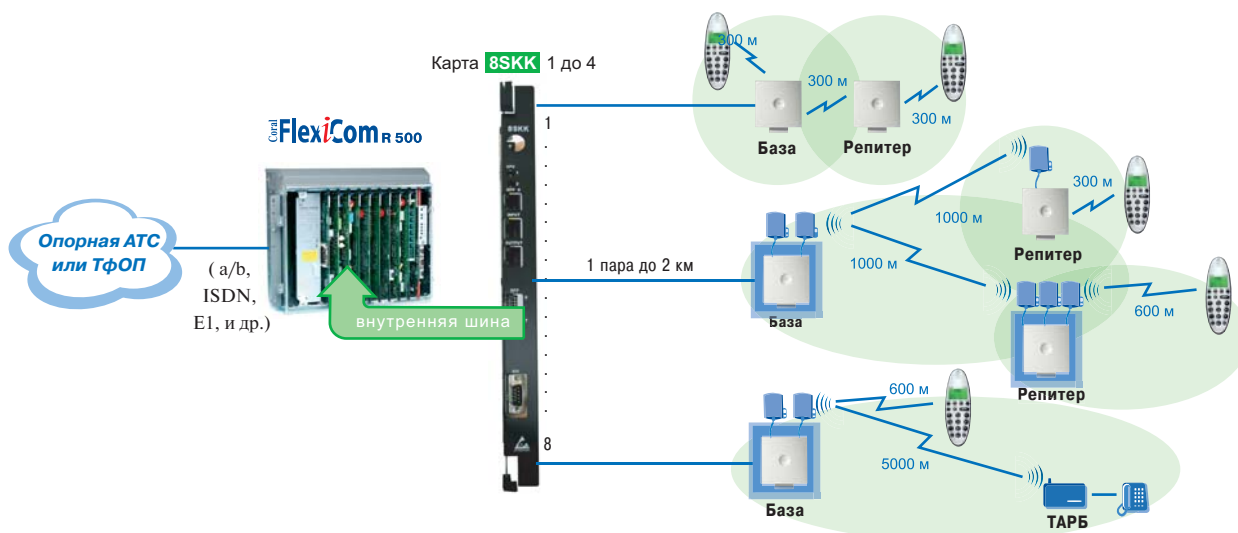 Карта 8SKK 1 до 4
Coral FlexiCom R 500
Опорная АТС
или ТфОП
( a/b,
ISDN,
E1, и др.)
внутренняя шина
8SKK
1
8
1 пара до 2 км
300 м
300 м
300 м
База
Репитер
1000 м
300 м
Репитер
1000 м
База
600 м
Репитер
600 м
5000 м
База
ТАРБ